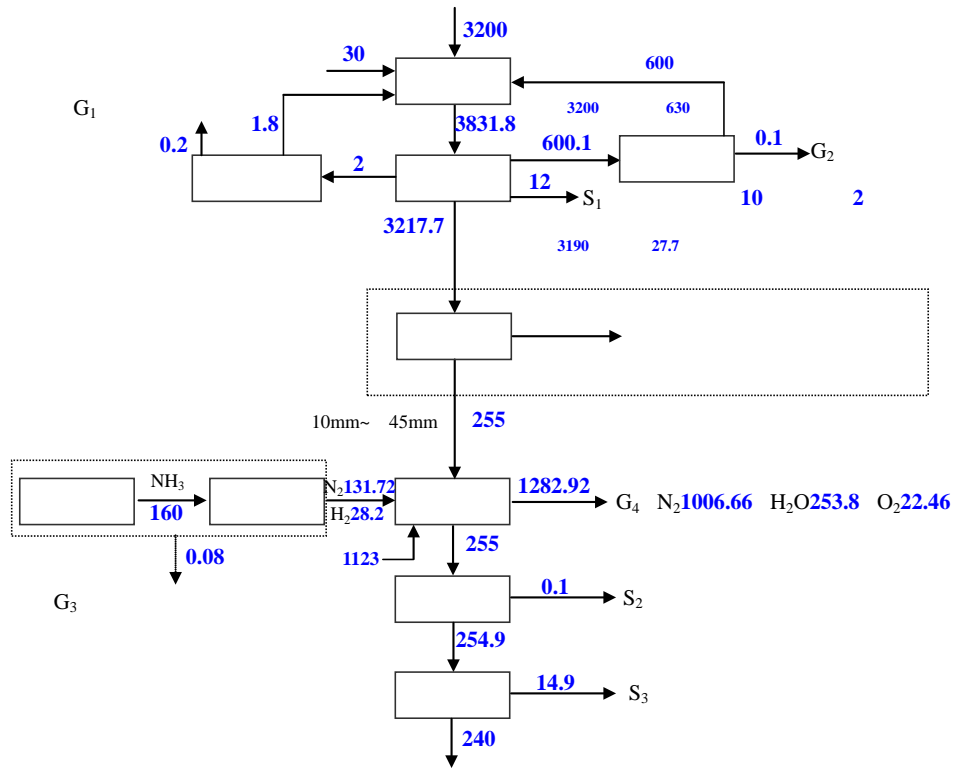 3200
30
600
G₁
3200 630
1.8
3831.8
0.2
600.1
0.1
G₂
2
12
S₁
10 2
3217.7
3190 27.7
10mm~ 45mm
255
NH₃
160
N₂131.72
H₂28.2
1282.92
G₄ N₂1006.66 H₂O253.8 O₂22.46
1123
255
0.08
G₃
0.1
S₂
254.9
14.9
S₃
240